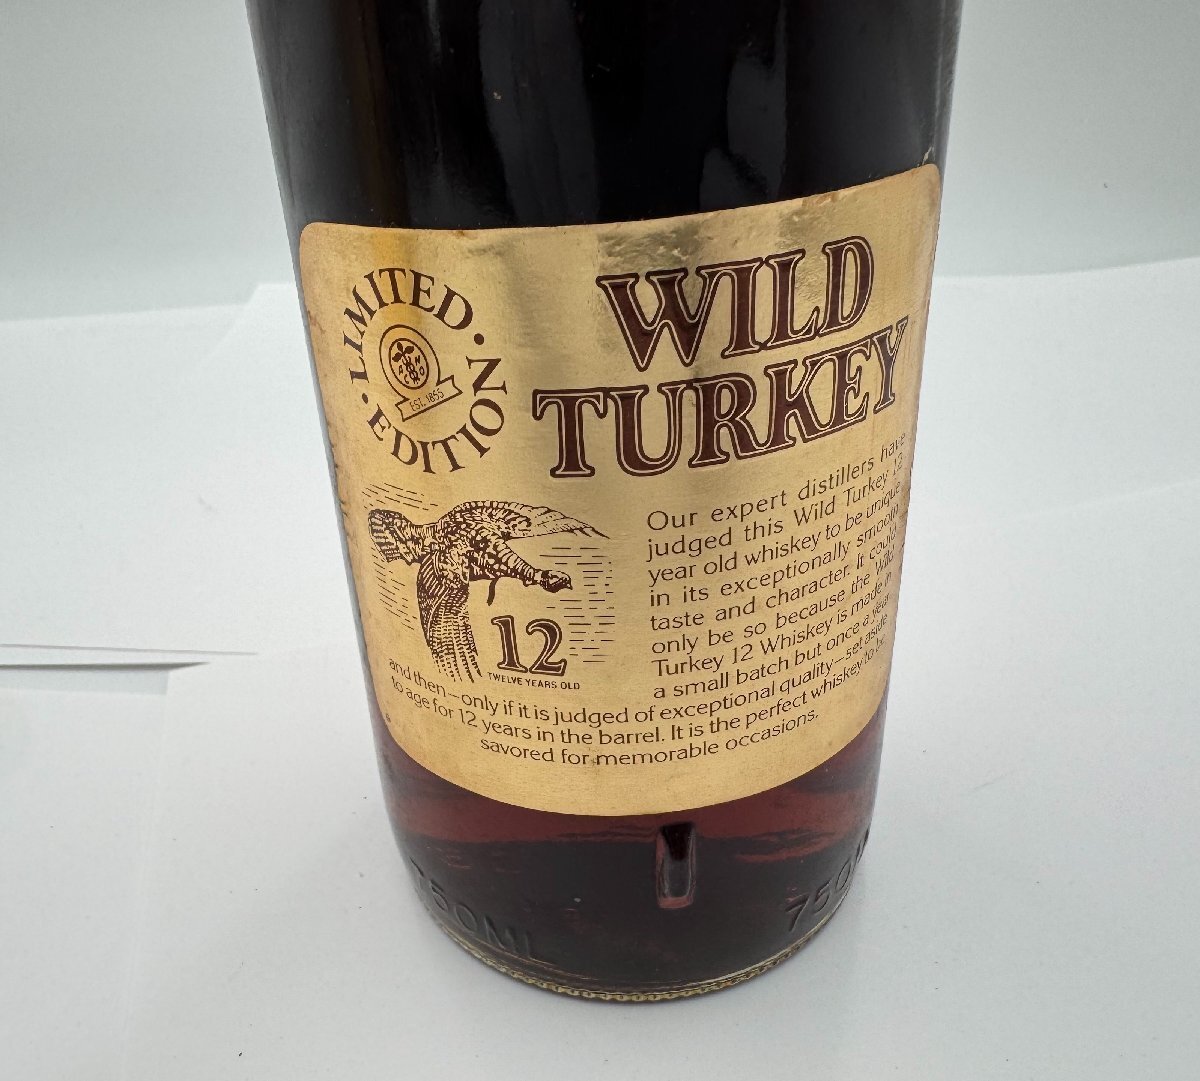 LIMITED
EDITION
A N
C O
EST. 1855
WILD
TURKEY
Our expert distillers have
judged this Wild Turkey 12
year old whiskey to be unique
in its exceptionally smooth
taste and character. It could
only be so because the Wild
Turkey 12 Whiskey is made in
a small batch but once a year
and then—only if it is judged of exceptional quality—set aside
to age for 12 years in the barrel. It is the perfect whiskey to be
savored for memorable occasions.
12
TWELVE YEARS OLD
750ML
750M